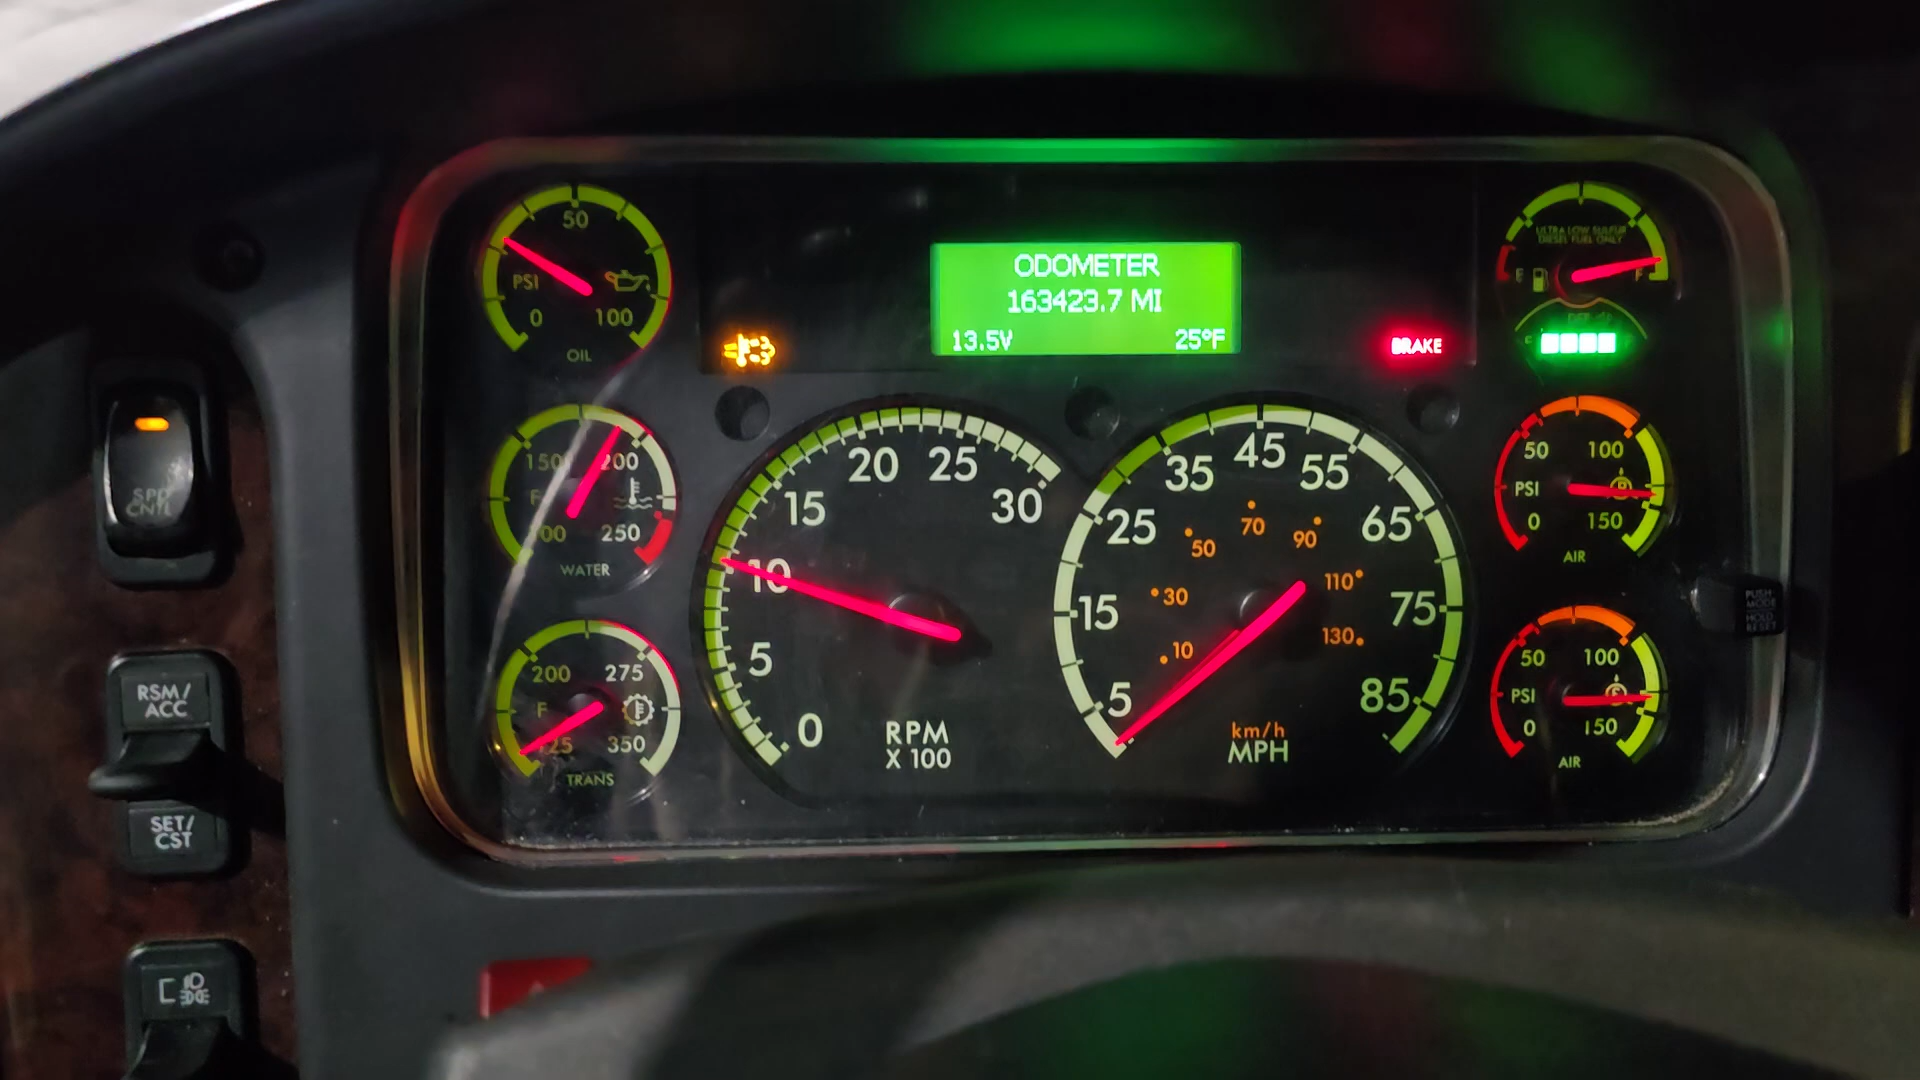 50
PSI
0 100
OIL
ODOMETER
163423.7 MI
13.5V 25°F
BRAKE
ULTRA LOW SULFUR
DIESEL FUEL ONLY
E F
DEF
SPD
CNTL
150 200
F
250
WATER
200 275
F
350
TRANS
0 5 10 15 20 25 30
RPM
X 100
5 15 25 35 45 55 65 75 85
10 30 50 70 90 110 130
km/h
MPH
50 100
PSI
0 150
AIR
50 100
PSI
0 150
AIR
PUSH
MODE
HOLD
RESET
RSM/
ACC
SET/
CST